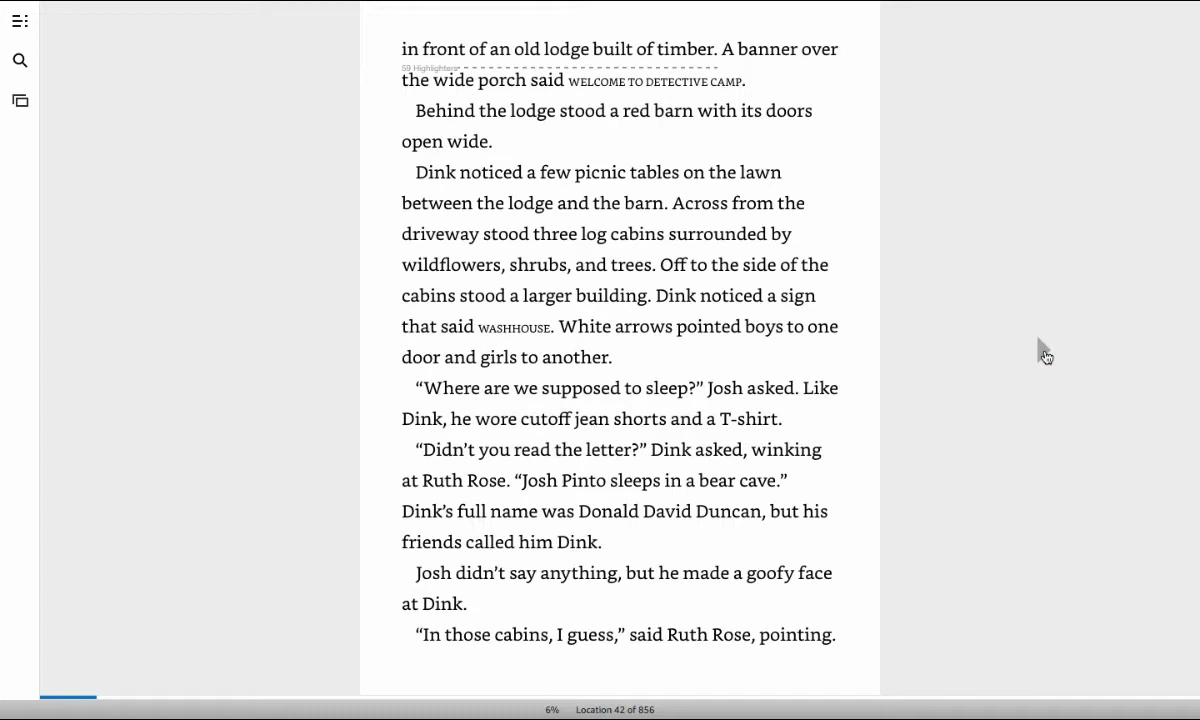 in front of an old lodge built of timber. A banner over
59 Highlighters
the wide porch said WELCOME TO DETECTIVE CAMP.
Behind the lodge stood a red barn with its doors
open wide.
Dink noticed a few picnic tables on the lawn
between the lodge and the barn. Across from the
driveway stood three log cabins surrounded by
wildflowers, shrubs, and trees. Off to the side of the
cabins stood a larger building. Dink noticed a sign
that said WASHHOUSE. White arrows pointed boys to one
door and girls to another.
“Where are we supposed to sleep?” Josh asked. Like
Dink, he wore cutoff jean shorts and a T-shirt.
“Didn’t you read the letter?” Dink asked, winking
at Ruth Rose. “Josh Pinto sleeps in a bear cave.”
Dink’s full name was Donald David Duncan, but his
friends called him Dink.
Josh didn’t say anything, but he made a goofy face
at Dink.
“In those cabins, I guess,” said Ruth Rose, pointing.
6% Location 42 of 856